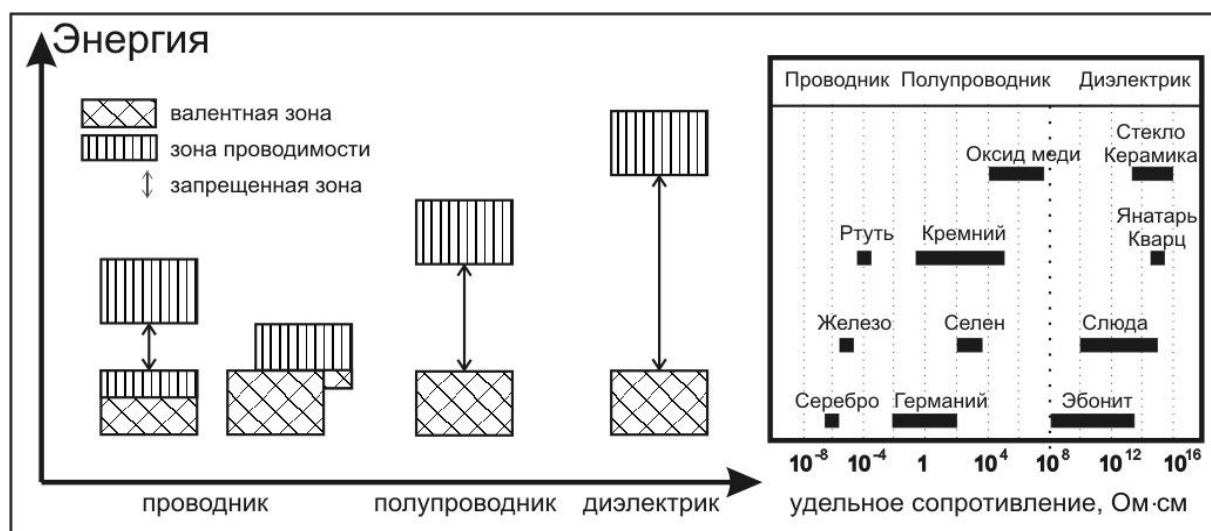 Энергия
валентная зона
зона проводимости
запрещенная зона
проводник
полупроводник
диэлектрик
Проводник Полупроводник Диэлектрик
Стекло
Оксид меди Керамика
Янатарь
Ртуть Кремний Кварц
Железо Селен Слюда
Серебро Германий Эбонит
10⁻⁸ 10⁻⁴ 1 10⁴ 10⁸ 10¹² 10¹⁶
удельное сопротивление, Ом·см